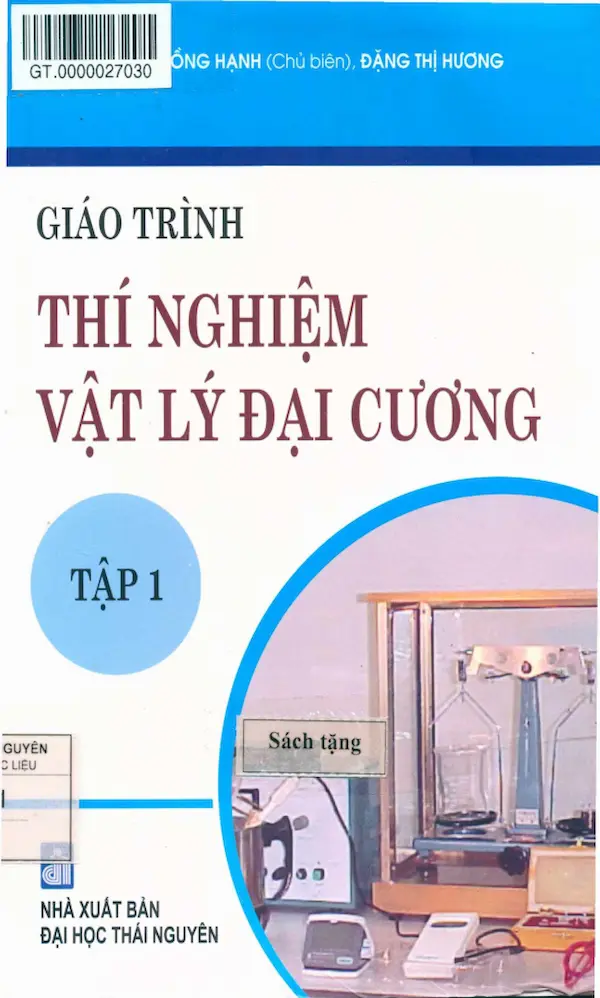 GT.0000027030
HẠNH (Chủ biên), ĐẶNG THỊ HƯƠNG
GIÁO TRÌNH
THÍ NGHIỆM
VẬT LÝ ĐẠI CƯƠNG
TẬP 1
Sách tặng
GUYÊN
LIỆU
NHÀ XUẤT BẢN
ĐẠI HỌC THÁI NGUYÊN